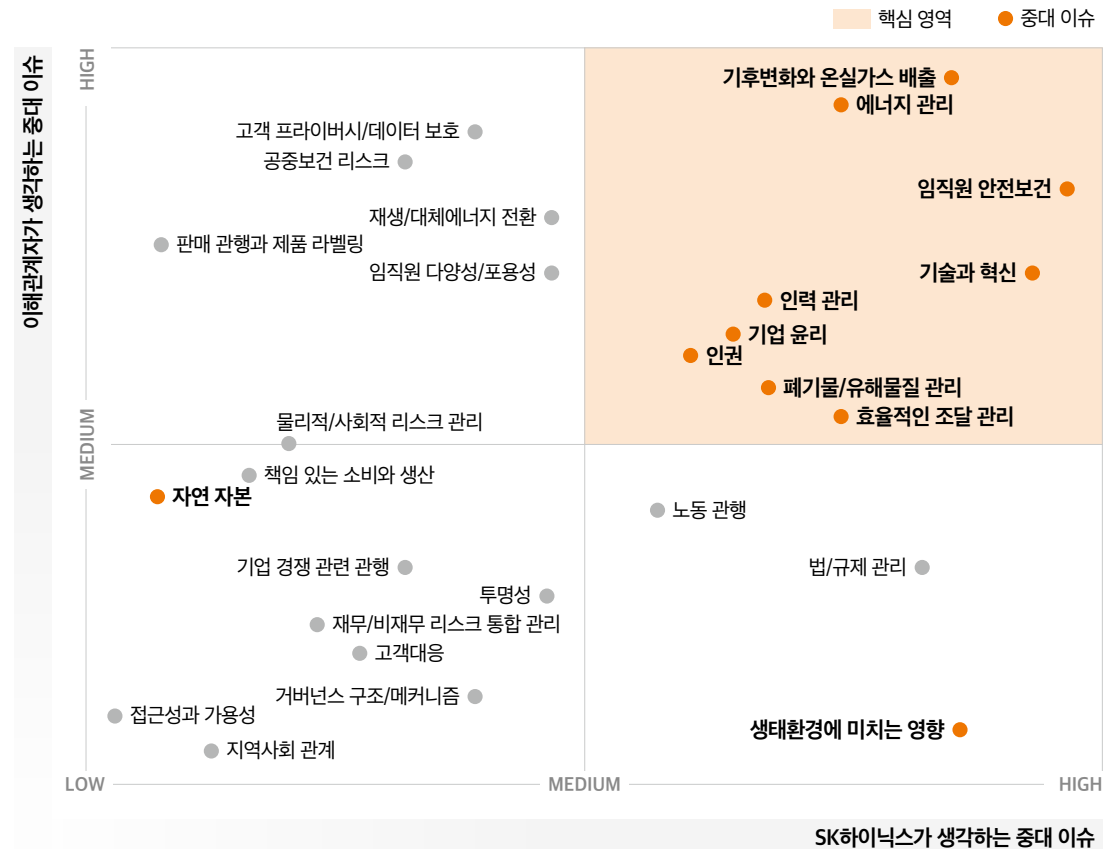 핵심 영역
중대 이슈
이해관계자가 생각하는 중대 이슈
HIGH
기후변화와 온실가스 배출
에너지 관리
고객 프라이버시/데이터 보호
공중보건 리스크
임직원 안전보건
재생/대체에너지 전환
판매 관행과 제품 라벨링
임직원 다양성/포용성
기술과 혁신
인력 관리
기업 윤리
인권
폐기물/유해물질 관리
효율적인 조달 관리
MEDIUM
물리적/사회적 리스크 관리
책임 있는 소비와 생산
자연 자본
노동 관행
기업 경쟁 관련 관행
법/규제 관리
투명성
재무/비재무 리스크 통합 관리
고객대응
거버넌스 구조/메커니즘
접근성과 가용성
생태환경에 미치는 영향
지역사회 관계
LOW
MEDIUM
HIGH
SK하이닉스가 생각하는 중대 이슈